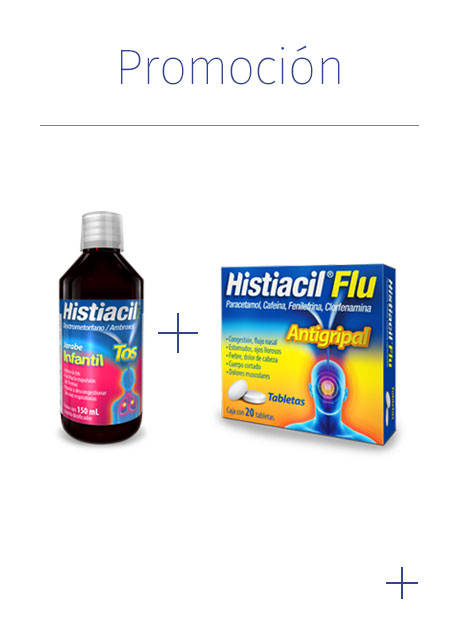 Promoción
Histiacil
Dextrometorfano / Ambroxol
Jarabe
Infantil
Tos
150 mL
Histiacil® Flu
Paracetamol, Cafeína, Fenilefrina, Clorfenamina
Antigripal
• Congestión, flujo nasal
• Estornudos, ojos llorosos
• Fiebre, dolor de cabeza
• Cuerpo cortado
• Dolores musculares
Tabletas
Caja con 20 tabletas
Histiacil Flu
tabletas